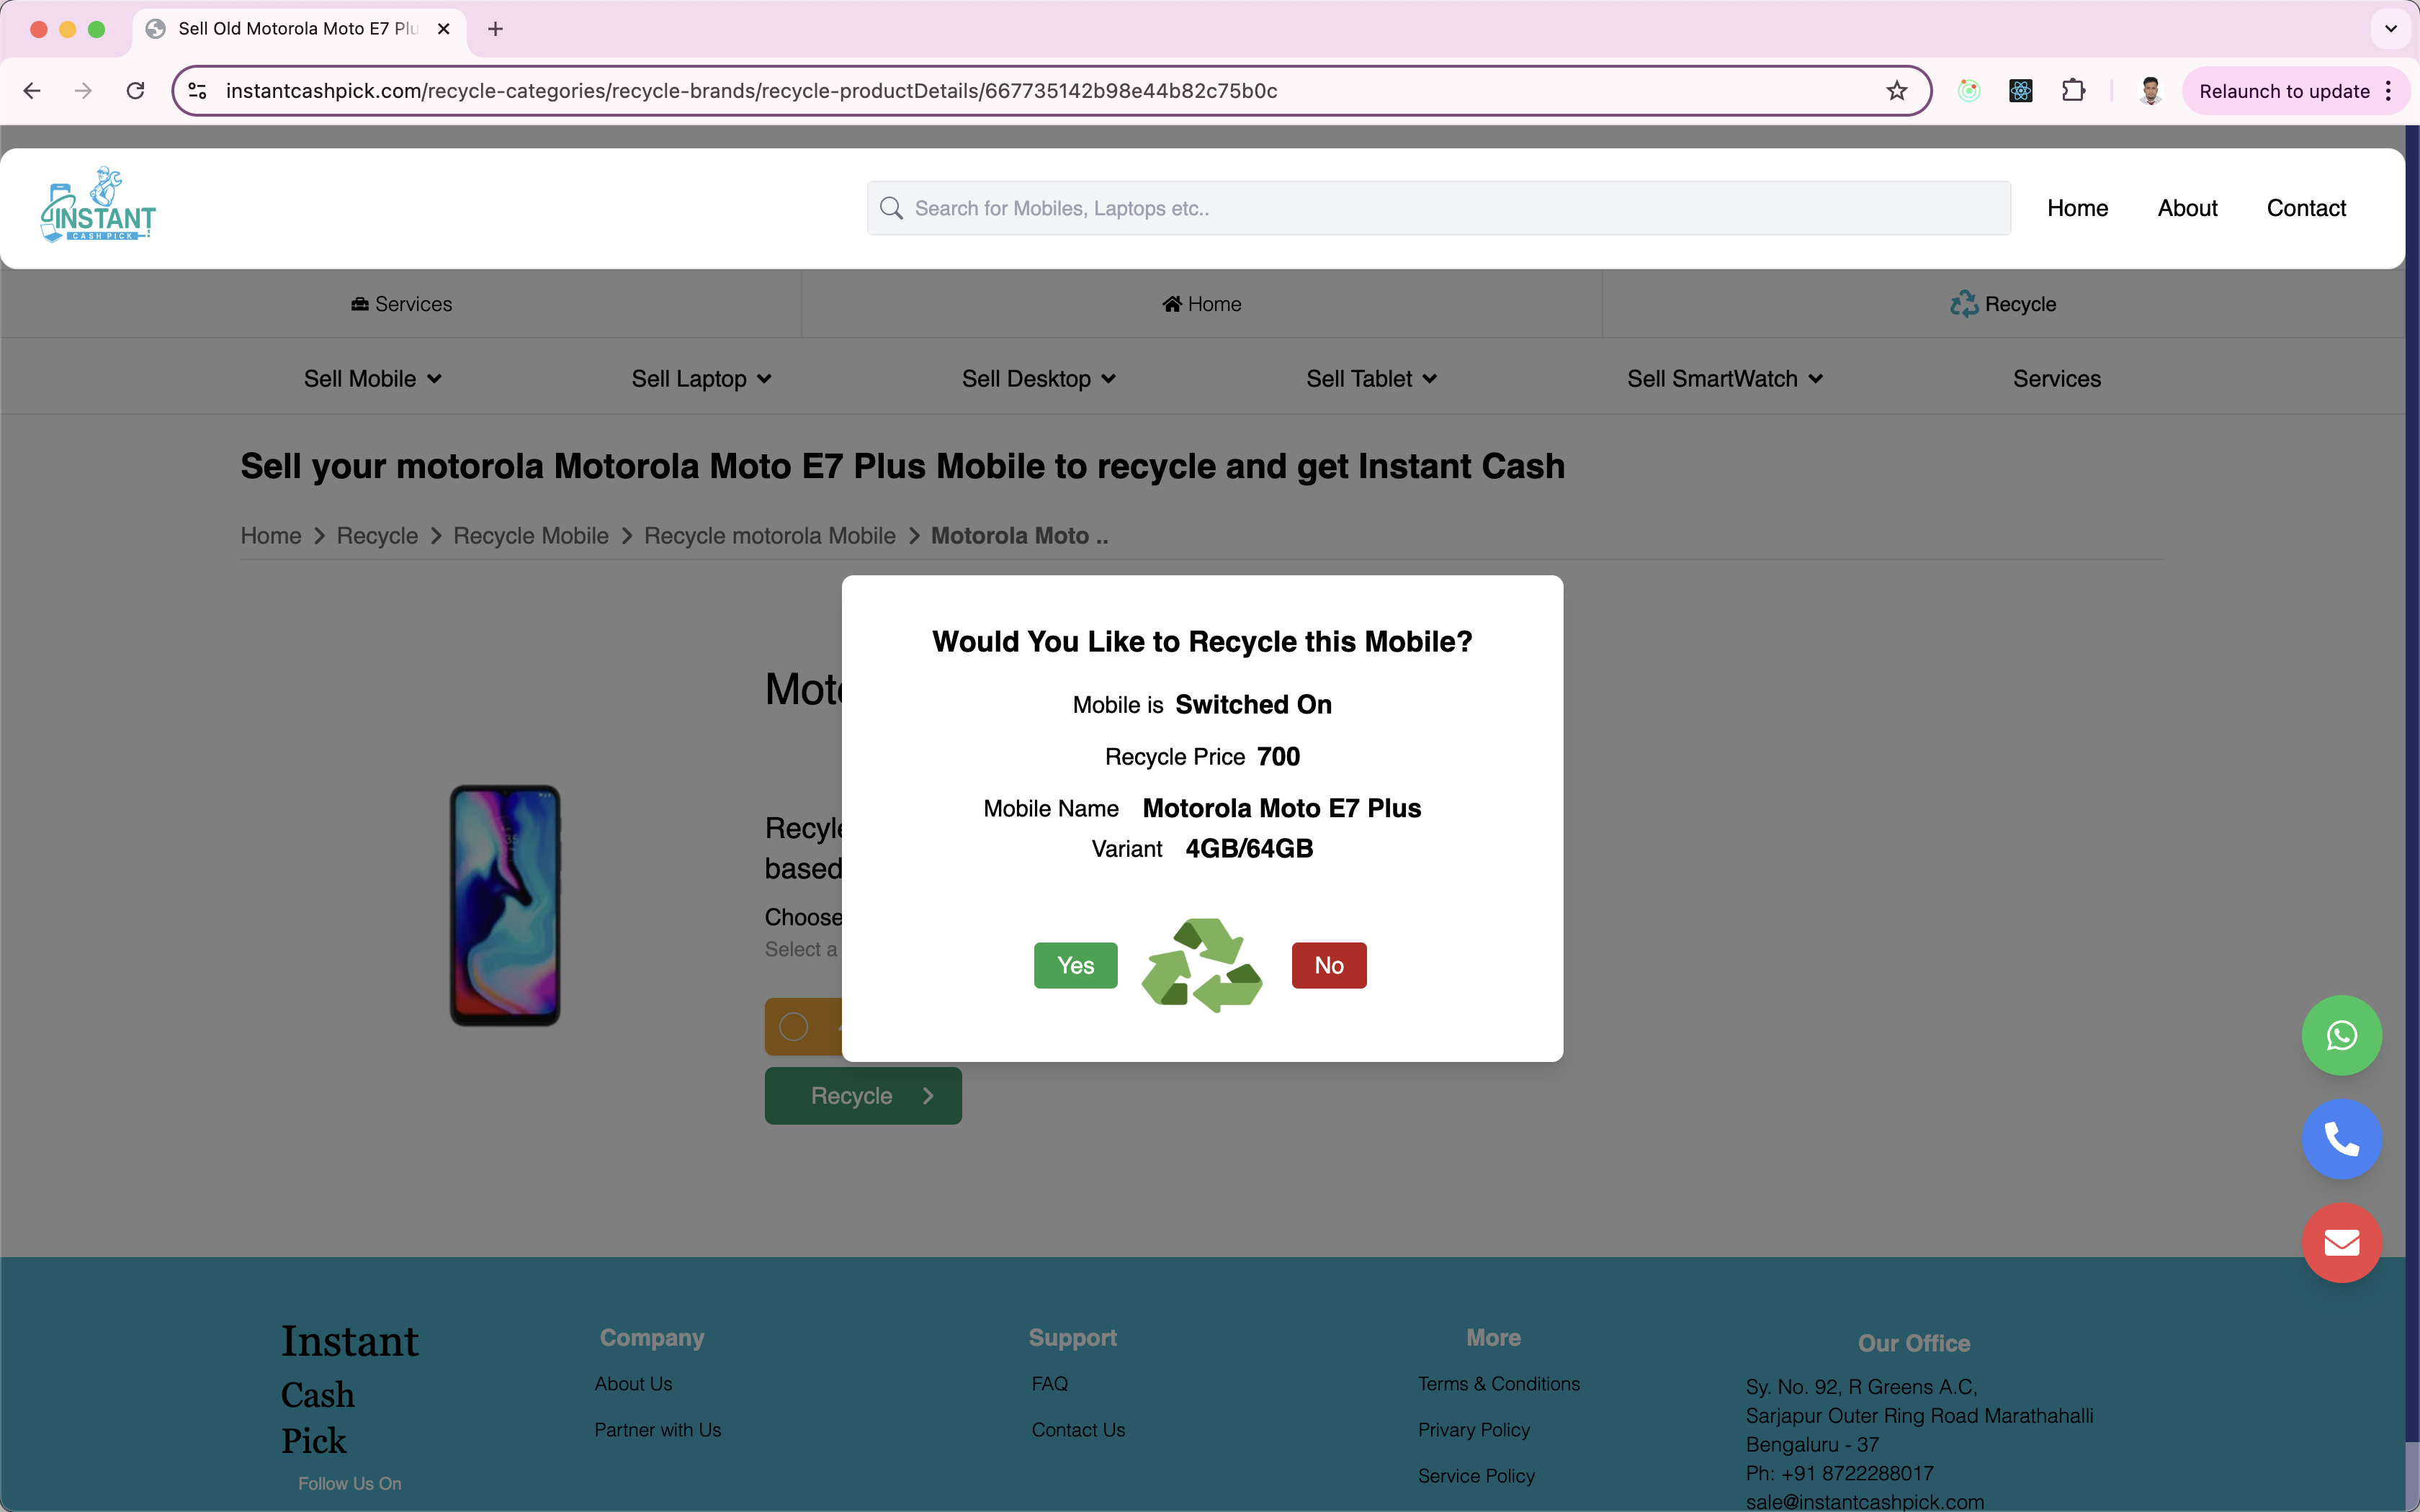 Sell Old Motorola Moto E7 Plu
instantcashpick.com/recycle-categories/recycle-brands/recycle-productDetails/667735142b98e44b82c75b0c
Relaunch to update
INSTANT
CASH PICK
Search for Mobiles, Laptops etc..
Home
About
Contact
Services
Home
Recycle
Sell Mobile
Sell Laptop
Sell Desktop
Sell Tablet
Sell SmartWatch
Services
Sell your motorola Motorola Moto E7 Plus Mobile to recycle and get Instant Cash
Home > Recycle > Recycle Mobile > Recycle motorola Mobile > Motorola Moto ..
Would You Like to Recycle this Mobile?
Mobile is Switched On
Recycle Price 700
Mobile Name Motorola Moto E7 Plus
Variant 4GB/64GB
Yes
No
based
Choose
Select a
Recycle
Instant
Cash
Pick
Follow Us On
Company
About Us
Partner with Us
Support
FAQ
Contact Us
More
Terms & Conditions
Privary Policy
Service Policy
Our Office
Sy. No. 92, R Greens A.C,
Sarjapur Outer Ring Road Marathahalli
Bengaluru - 37
Ph: +91 8722288017
sale@instantcashpick.com